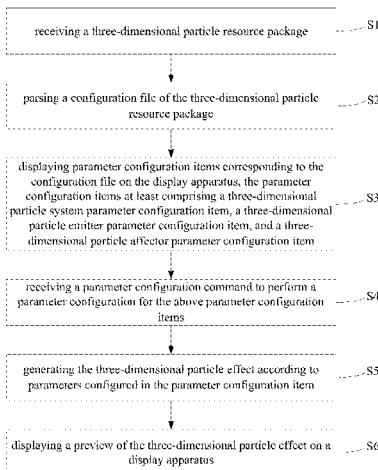 receiving a three-dimensional particle resource package
S1
parsing a configuration file of the three-dimensional particle
resource package
S2
displaying parameter configuration items corresponding to the
configuration file on the display apparatus, the parameter
configuration items at least comprising a three-dimensional
particle system parameter configuration item, a three-dimensional
particle emitter parameter configuration item, and a three-
dimensional particle affector parameter configuration item
S3
receiving a parameter configuration command to perform a
parameter configuration for the above parameter configuration
items
S4
generating the three-dimensional particle effect according to
parameters configured in the parameter configuration item
S5
displaying a preview of the three-dimensional particle effect on a
display apparatus
S6